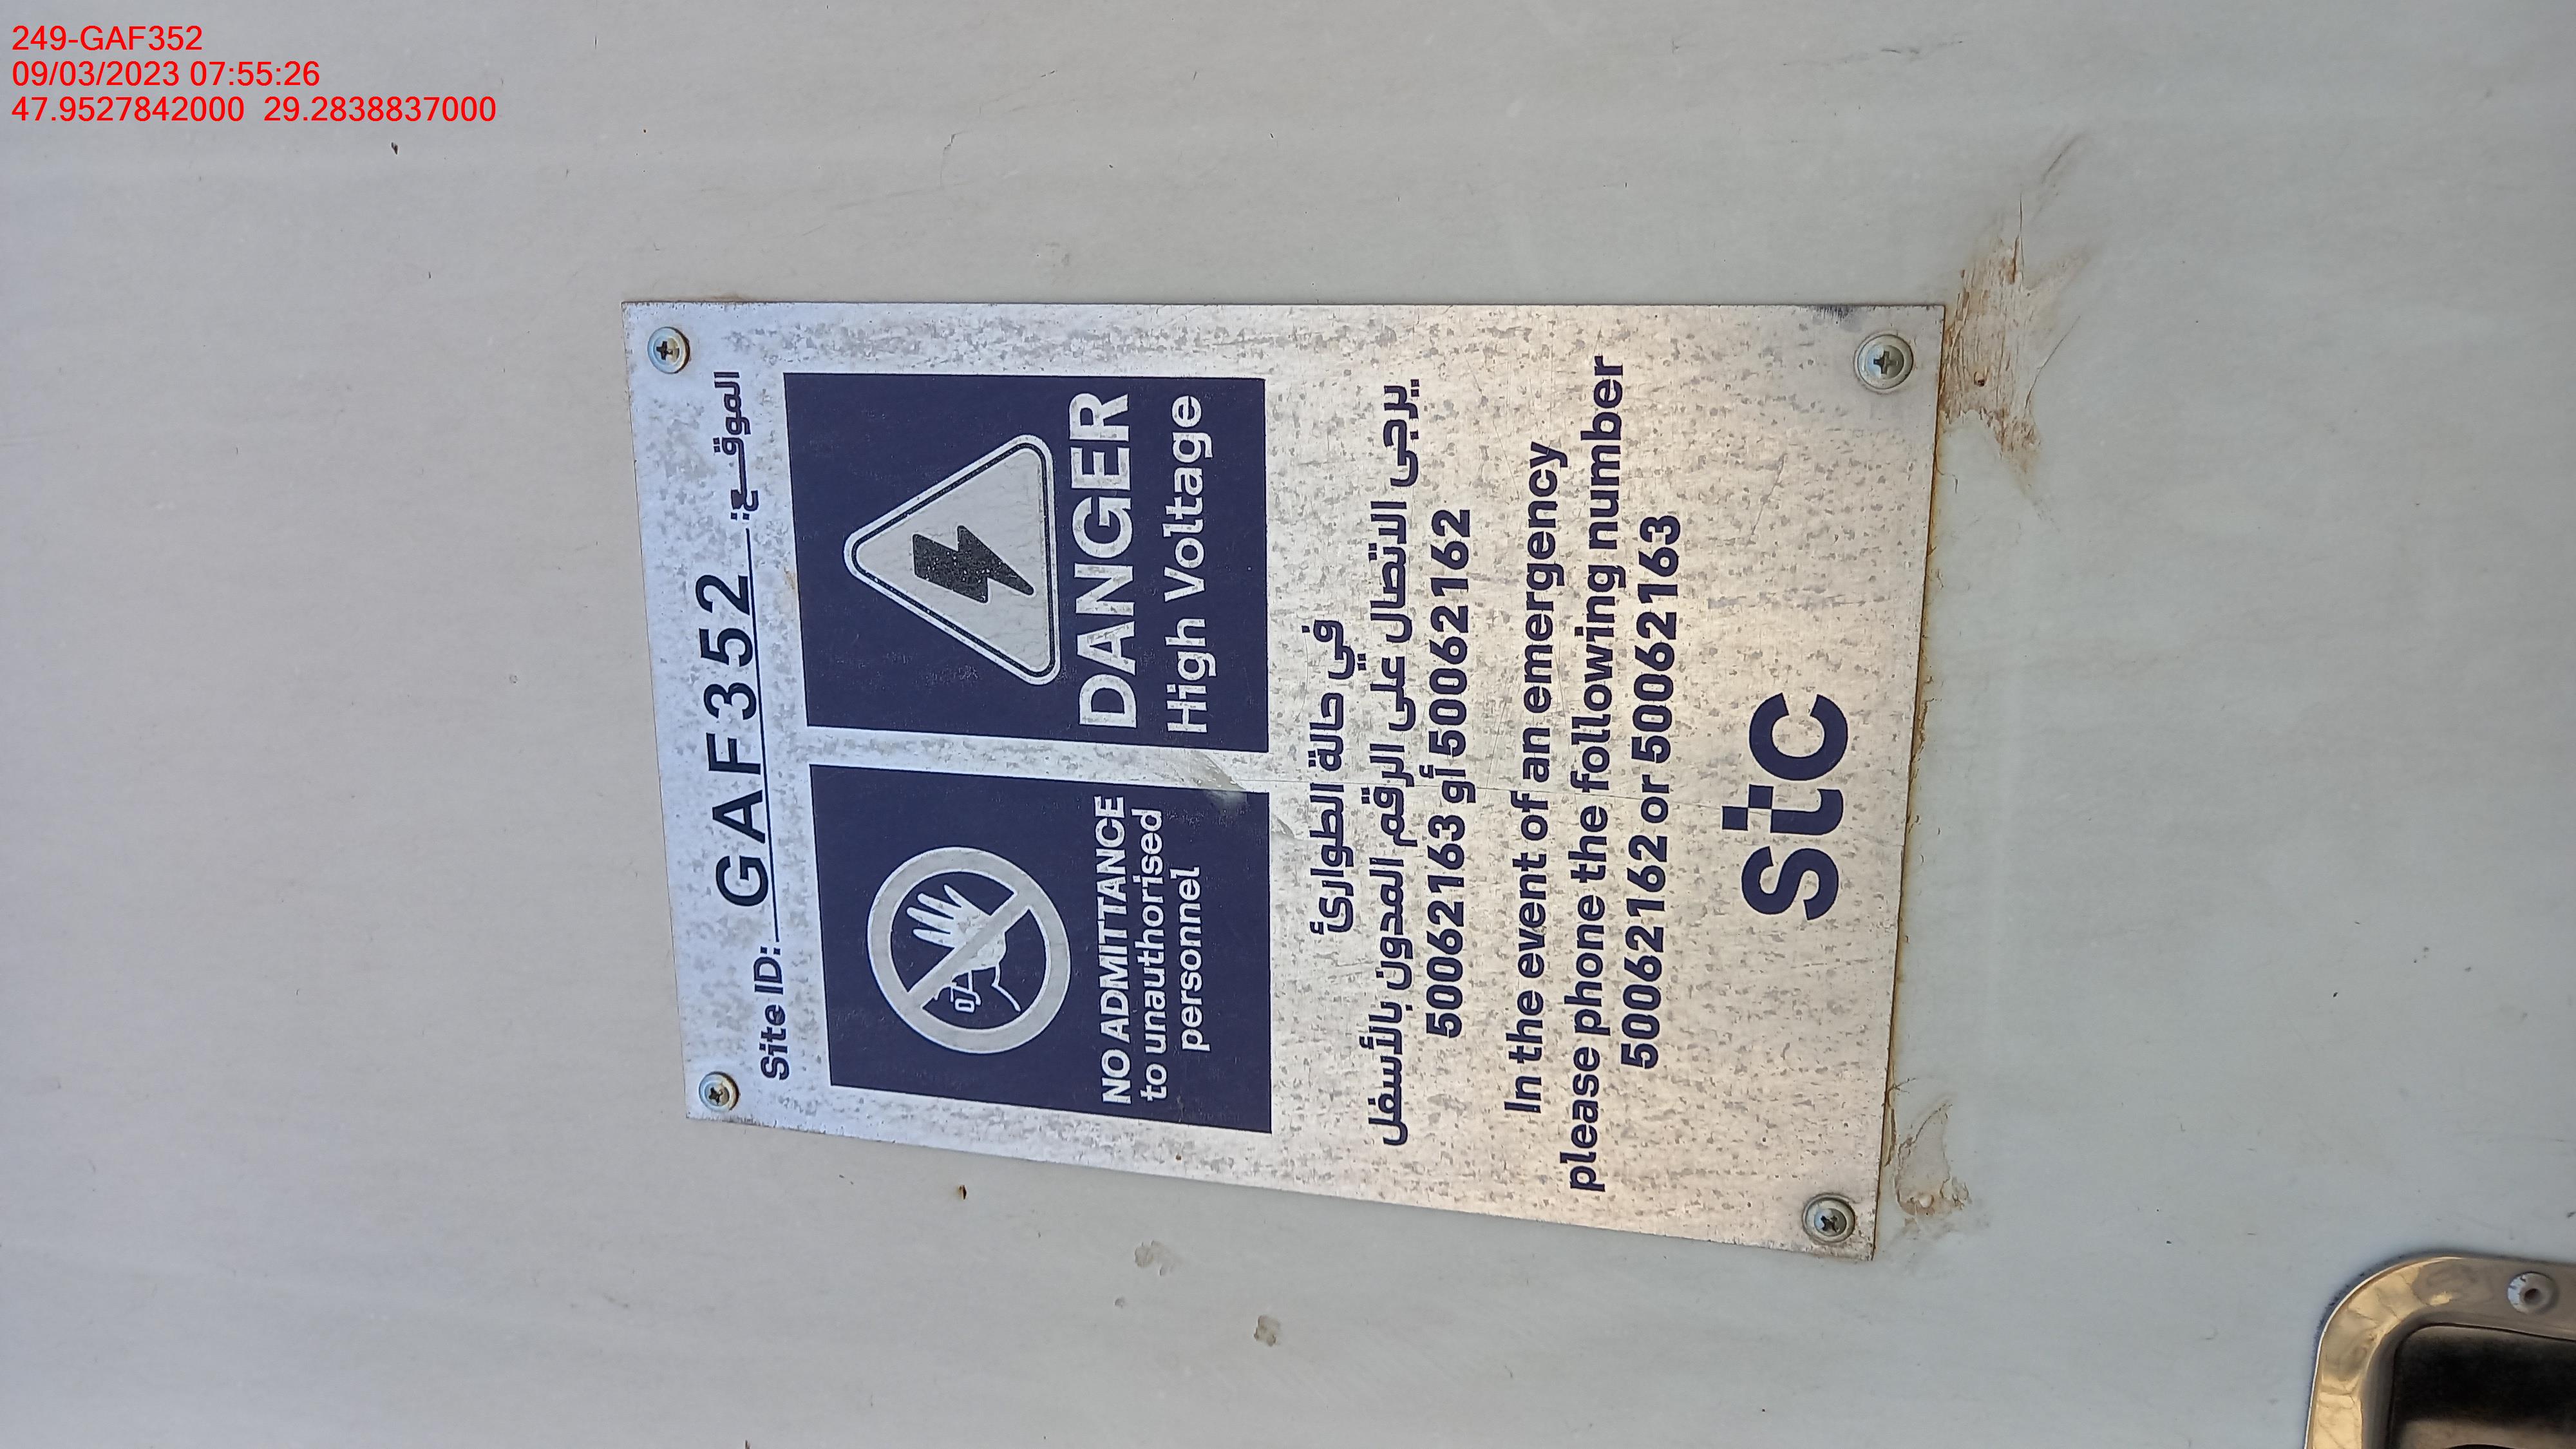 249-GAF352
09/03/2023 07:55:26
47.9527842000 29.2838837000
Site ID: GAF352 الموقـــع:
NO ADMITTANCE
to unauthorised
personnel
DANGER
High Voltage
في حالة الطوارئ
يرجى الاتصال على الرقم المدون بالأسفل
50062163 أو 50062162
In the event of an emergency
please phone the following number
50062162 or 50062163
stc